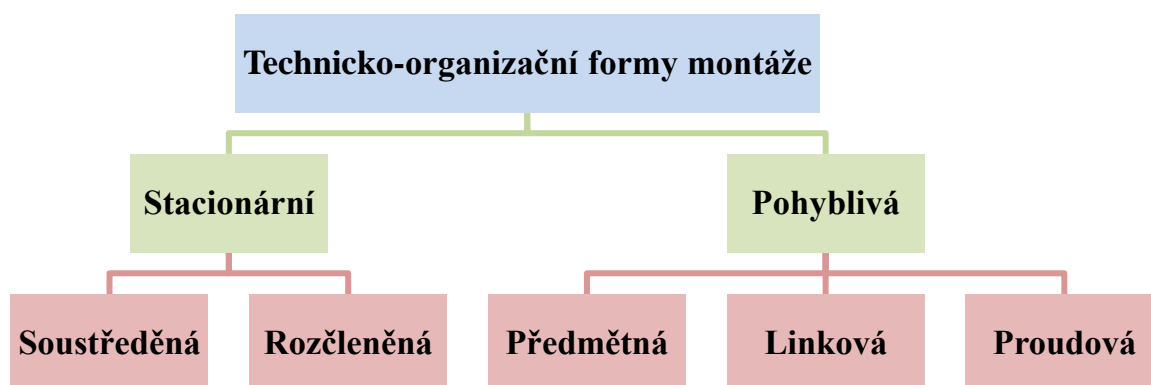 Technicko-organizační formy montáže
Stacionární
Pohyblivá
Soustředěná
Rozčleněná
Předmětná
Linková
Proudová